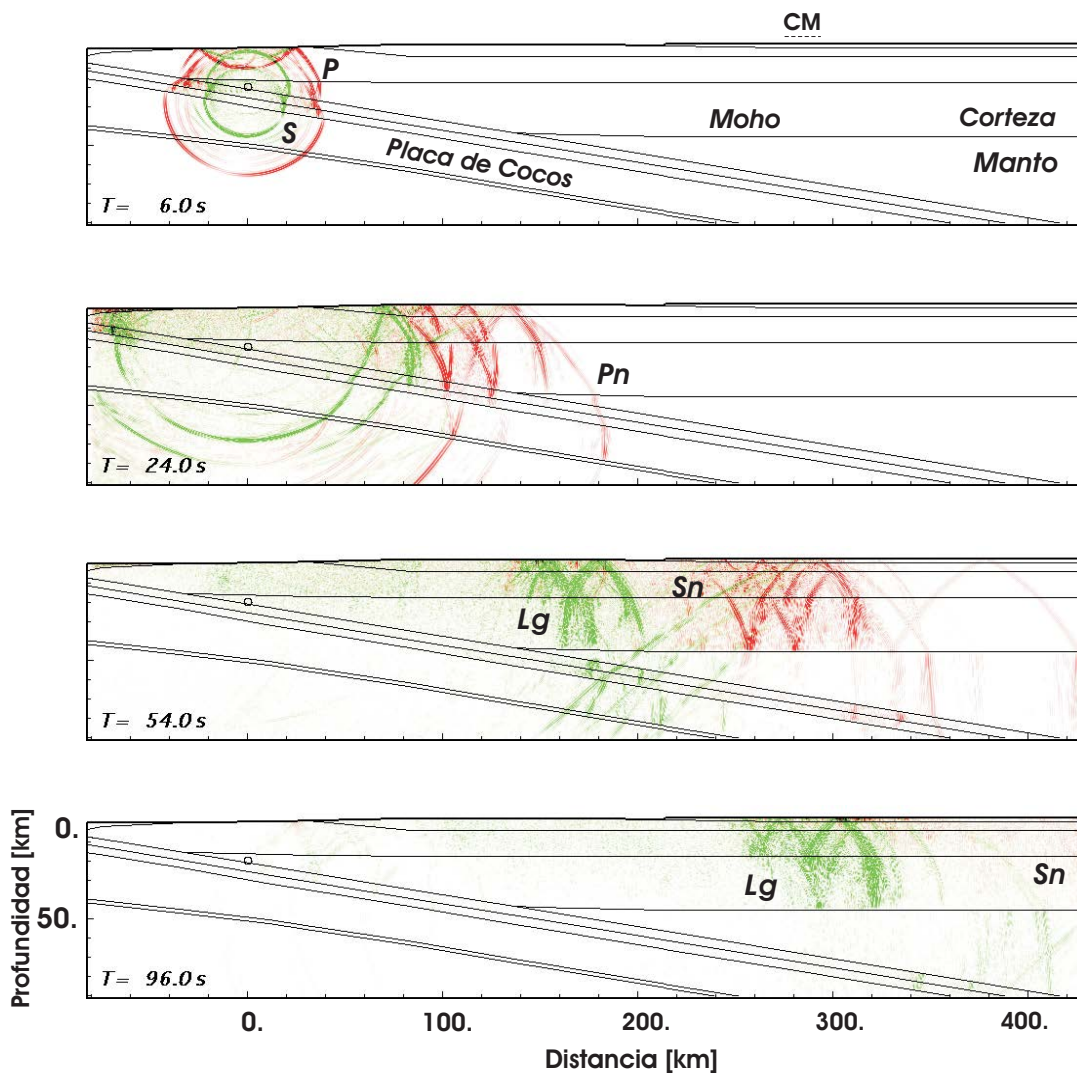 CM
P
Moho
Corteza
S
Placa de Cocos
Manto
T= 6.0 s
Pn
T= 24.0 s
Sn
Lg
T= 54.0 s
Profundidad [km]
0.
50.
Lg
Sn
T= 96.0 s
0.
100.
200.
300.
400.
Distancia [km]